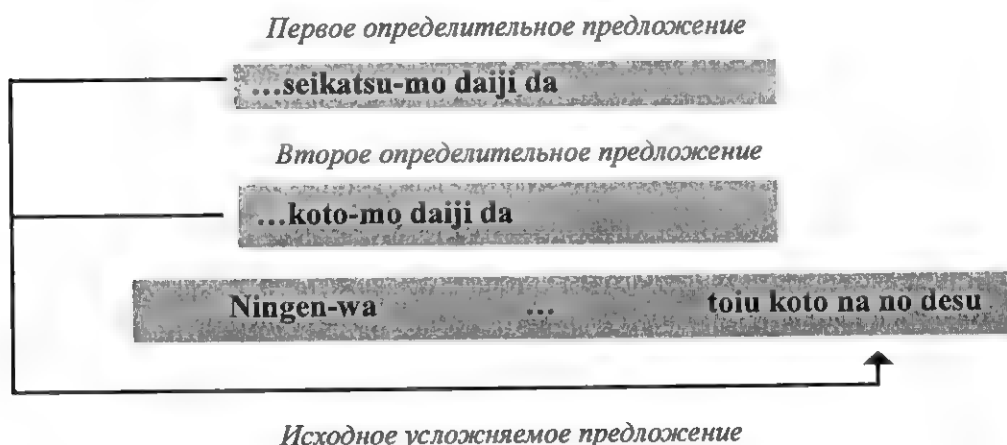 Первое определительное предложение
...seikatsu-mo daiji da
Второе определительное предложение
...koto-mo daiji da
Ningen-wa ... toiu koto na no desu
Исходное усложняемое предложение